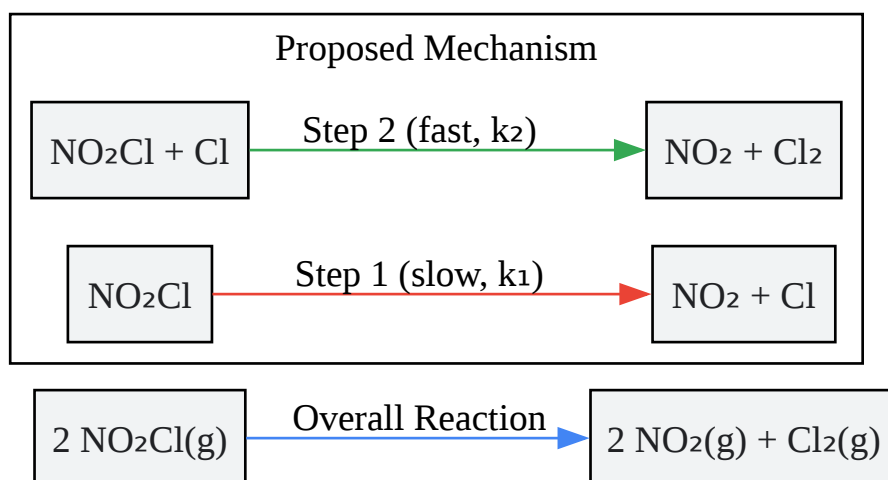 Proposed Mechanism
NO₂Cl + Cl
Step 2 (fast, k₂)
NO₂ + Cl₂
NO₂Cl
Step 1 (slow, k₁)
NO₂ + Cl
2 NO₂Cl(g)
Overall Reaction
2 NO₂(g) + Cl₂(g)